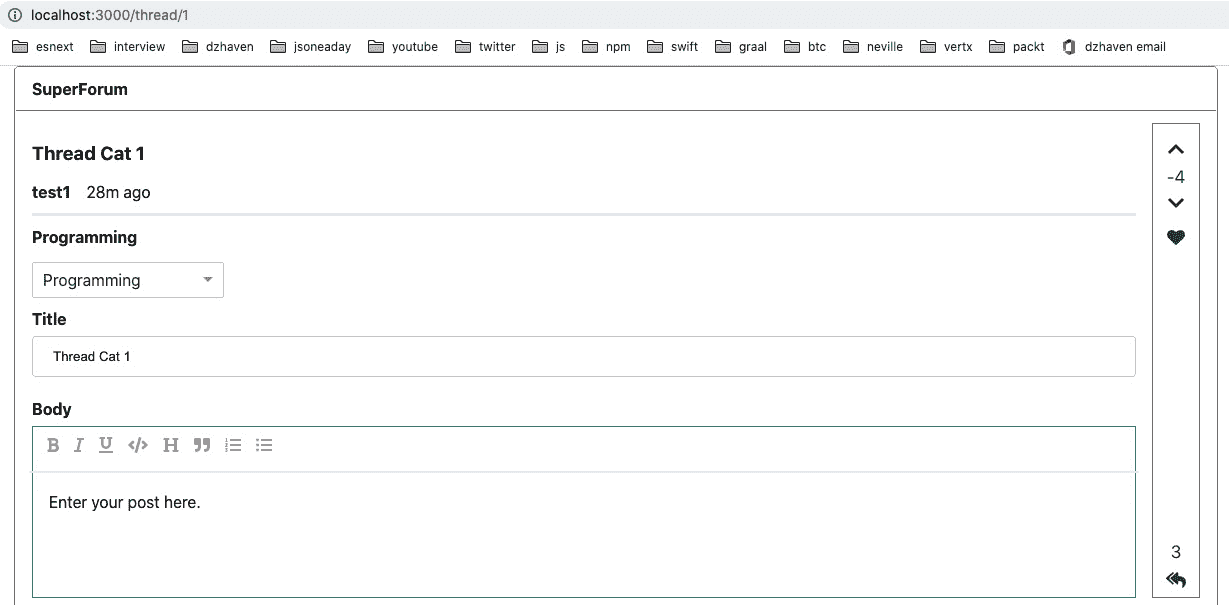 localhost:3000/thread/1
esnext interview dzhaven jsoneaday youtube twitter js npm swift graal btc neville vertx packt dzhaven email
SuperForum
Thread Cat 1
test1 28m ago
-4
Programming
Programming
Title
Thread Cat 1
Body
B I U </> H
Enter your post here.
3